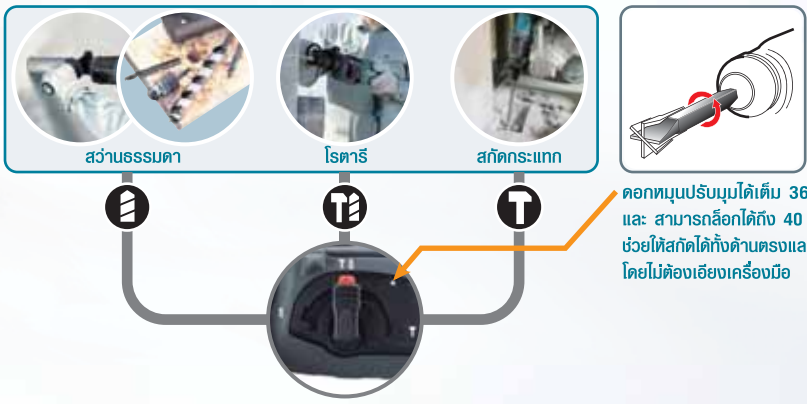 สว่านธรรมดา
โรตารี
สกัดกระแทก
ดอกหมุนปรับมุมได้เต็ม 36
และ สามารถล็อกได้ถึง 40
ช่วยให้สกัดได้ทั้งด้านตรงแล
โดยไม่ต้องเอียงเครื่องมือ